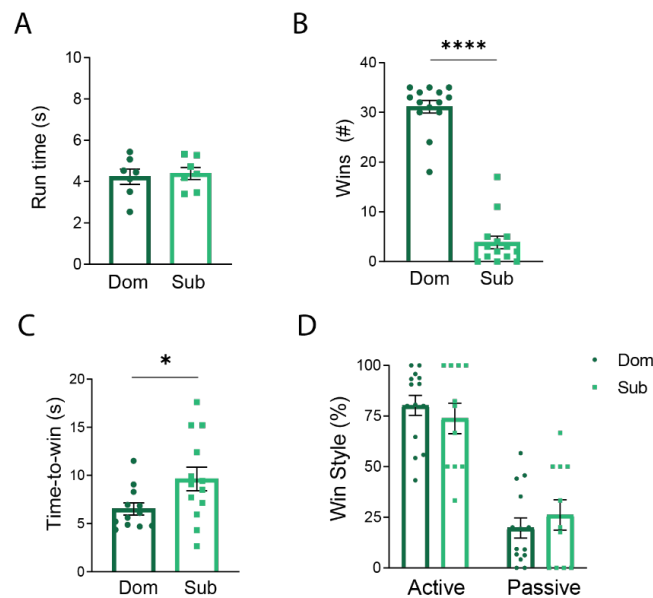 A
Run time (s)
10
8
6
4
2
0
Dom Sub
B
****
Wins (#)
40
30
20
10
0
Dom Sub
C
*
Time-to-win (s)
20
15
10
5
0
Dom Sub
D
Dom
Sub
Win Style (%)
100
75
50
25
0
Active Passive